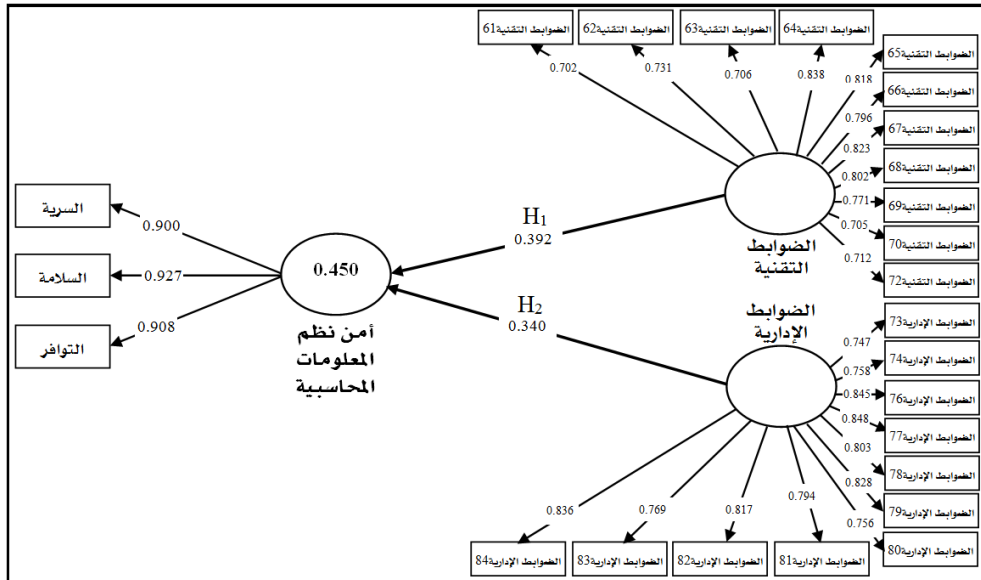 الضوابط التقنية61
الضوابط التقنية62
الضوابط التقنية63
الضوابط التقنية64
0.702
0.731
0.706
0.838
الضوابط التقنية65
0.818
الضوابط التقنية66
0.796
الضوابط التقنية67
0.823
الضوابط التقنية68
0.802
الضوابط التقنية69
0.771
الضوابط التقنية70
0.705
الضوابط التقنية72
0.712
الضوابط
التقنية
H1
0.392
السرية
0.900
السلامة
0.927
التوافر
0.908
0.450
أمن نظم
المعلومات
المحاسبية
H2
0.340
الضوابط
الإدارية
الضوابط الإدارية73
0.747
الضوابط الإدارية74
0.758
الضوابط الإدارية76
0.845
الضوابط الإدارية77
0.848
الضوابط الإدارية78
0.803
الضوابط الإدارية79
0.828
الضوابط الإدارية80
0.756
0.836
0.769
0.817
0.794
الضوابط الإدارية84
الضوابط الإدارية83
الضوابط الإدارية82
الضوابط الإدارية81